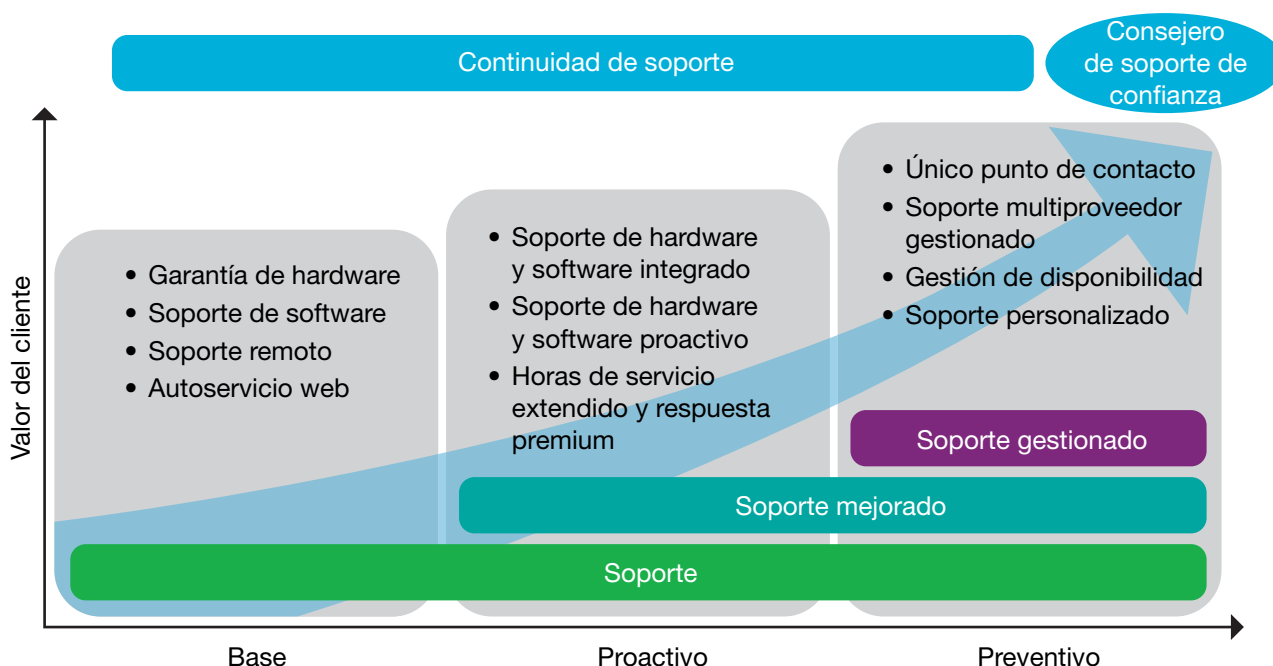 Continuidad de soporte
Consejero
de soporte de
confianza
Valor del cliente
• Garantía de hardware
• Soporte de software
• Soporte remoto
• Autoservicio web
• Soporte de hardware
y software integrado
• Soporte de hardware
y software proactivo
• Horas de servicio
extendido y respuesta
premium
• Único punto de contacto
• Soporte multiproveedor
gestionado
• Gestión de disponibilidad
• Soporte personalizado
Soporte gestionado
Soporte mejorado
Soporte
Base
Proactivo
Preventivo